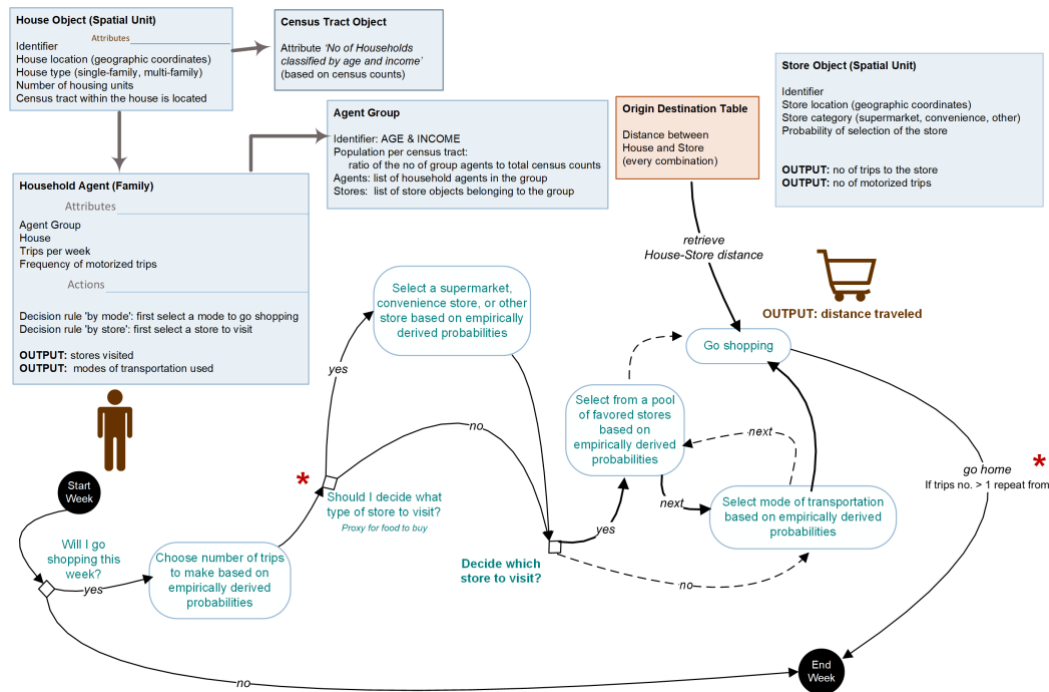 House Object (Spatial Unit)
Attributes
Identifier
House location (geographic coordinates)
House type (single-family, multi-family)
Number of housing units
Census tract within the house is located
Census Tract Object
Attribute 'No of Households
classified by age and income'
(based on census counts)
Agent Group
Identifier: AGE & INCOME
Population per census tract:
ratio of the no of group agents to total census counts
Agents: list of household agents in the group
Stores: list of store objects belonging to the group
Origin Destination Table
Distance between
House and Store
(every combination)
Store Object (Spatial Unit)
Identifier
Store location (geographic coordinates)
Store category (supermarket, convenience, other)
Probability of selection of the store
OUTPUT: no of trips to the store
OUTPUT: no of motorized trips
Household Agent (Family)
Attributes
Agent Group
House
Trips per week
Frequency of motorized trips
Actions
Decision rule 'by mode': first select a mode to go shopping
Decision rule 'by store': first select a store to visit
OUTPUT: stores visited
OUTPUT: modes of transportation used
retrieve
House-Store distance
OUTPUT: distance traveled
Select a supermarket,
convenience store, or other
store based on empirically
derived probabilities
Go shopping
yes
no
Select from a pool
of favored stores
based on
empirically derived
probabilities
next
next
Select mode of transportation
based on empirically derived
probabilities
go home
*
If trips no. > 1 repeat from
Start
Week
*
Should I decide what
type of store to visit?
Proxy for food to buy
Will I go
shopping this
week?
yes
Choose number of trips
to make based on
empirically derived
probabilities
yes
Decide which
store to visit?
no
no
End
Week